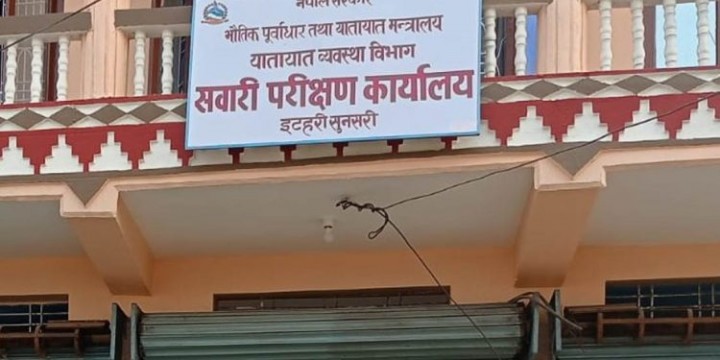 नेपाल सरकार
भौतिक पूर्वाधार तथा यातायात मन्त्रालय
यातायात व्यवस्था विभाग
सवारी परीक्षण कार्यालय
इटहरी सुनसरी